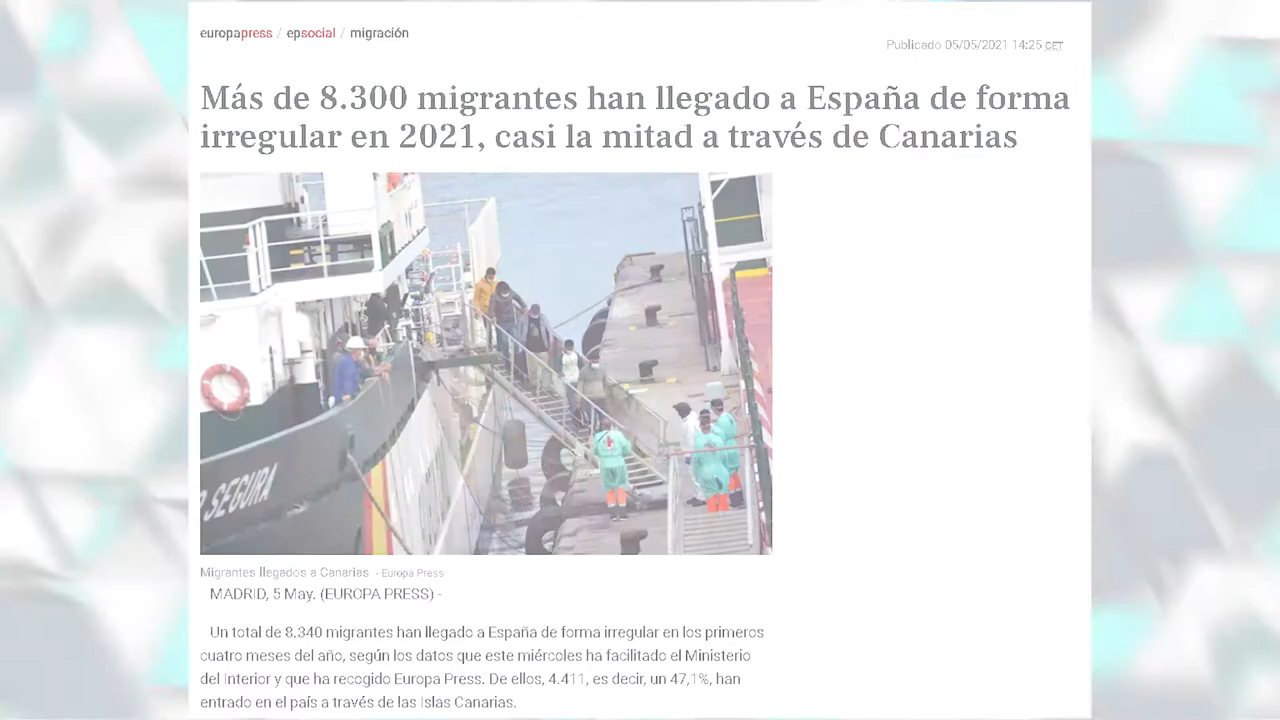 europapress / epsocial / migración
Publicado 05/05/2021 14:25 CET
Más de 8.300 migrantes han llegado a España de forma
irregular en 2021, casi la mitad a través de Canarias
SEGURA
Migrantes llegados a Canarias - Europa Press
MADRID, 5 May. (EUROPA PRESS) -
Un total de 8.340 migrantes han llegado a España de forma irregular en los primeros
cuatro meses del año, según los datos que este miércoles ha facilitado el Ministerio
del Interior y que ha recogido Europa Press. De ellos, 4.411, es decir, un 47,1%, han
entrado en el país a través de las Islas Canarias.